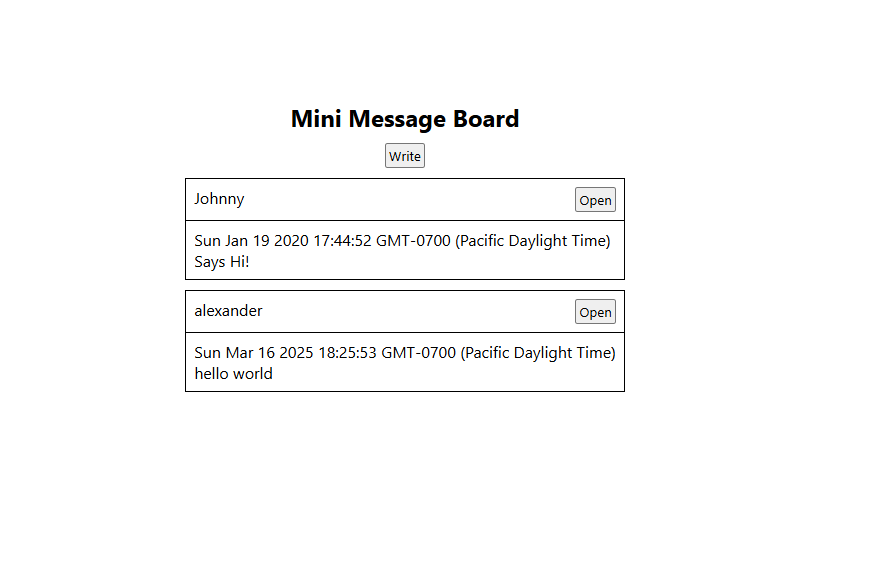 Mini Message Board
Write
Johnny
Open
Sun Jan 19 2020 17:44:52 GMT-0700 (Pacific Daylight Time)
Says Hi!
alexander
Open
Sun Mar 16 2025 18:25:53 GMT-0700 (Pacific Daylight Time)
hello world